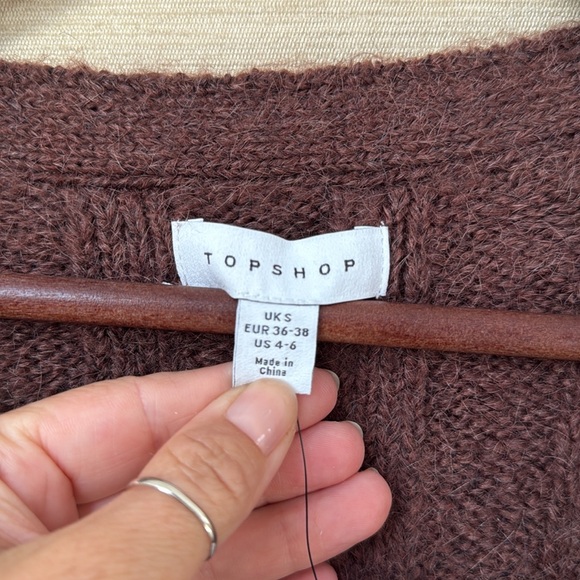 TOPSHOP
UK S
EUR 36-38
US 4-6
Made in
China